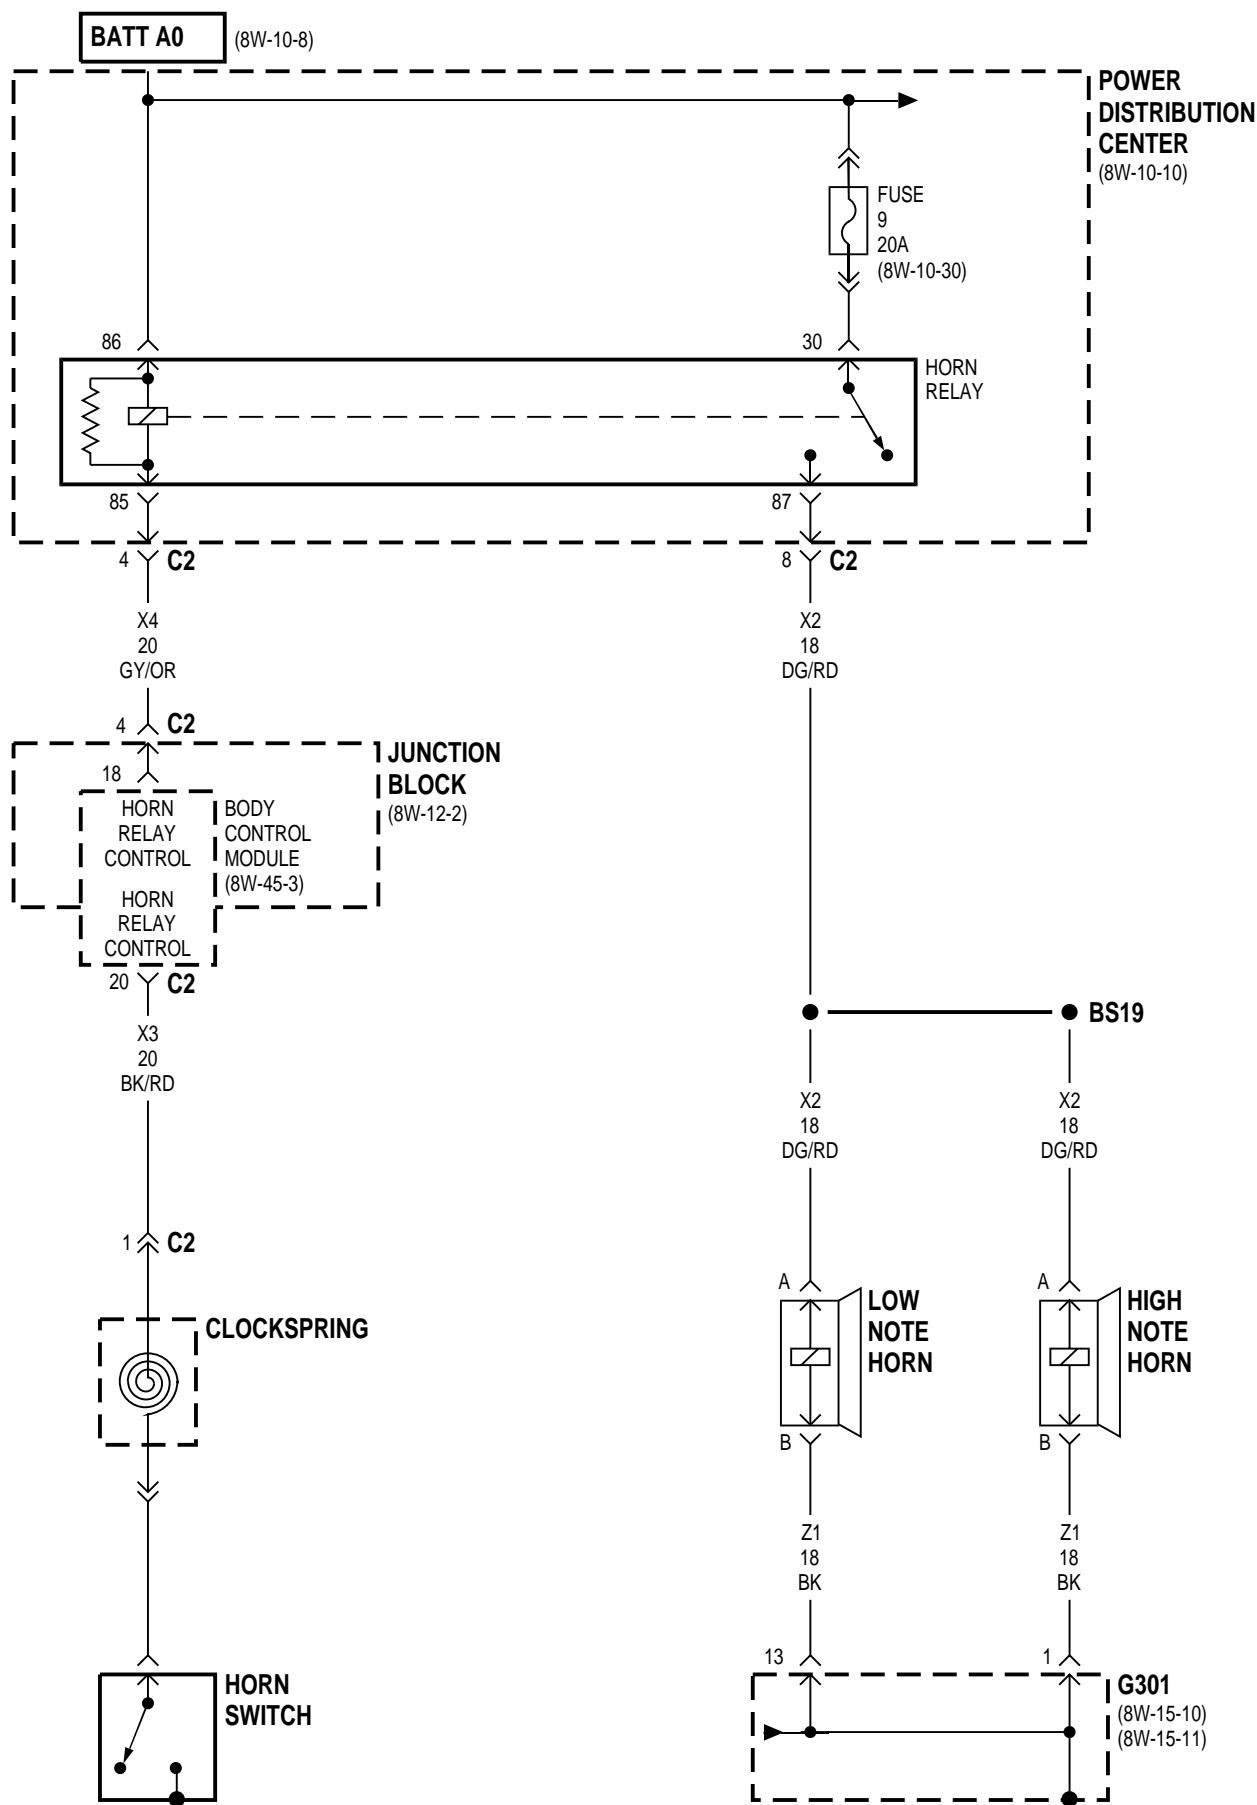 BATT A0
(8W-10-8)
POWER
DISTRIBUTION
CENTER
(8W-10-10)
FUSE
9
20A
(8W-10-30)
86
30
HORN
RELAY
85
87
4
C2
8
C2
X4
20
GY/OR
X2
18
DG/RD
4
C2
JUNCTION
BLOCK
(8W-12-2)
18
HORN
RELAY
CONTROL
BODY
CONTROL
MODULE
(8W-45-3)
HORN
RELAY
CONTROL
20
C2
X3
20
BK/RD
BS19
X2
18
DG/RD
X2
18
DG/RD
1
C2
CLOCKSPRING
A
LOW
NOTE
HORN
B
A
HIGH
NOTE
HORN
B
Z1
18
BK
Z1
18
BK
HORN
SWITCH
13
1
G301
(8W-15-10)
(8W-15-11)